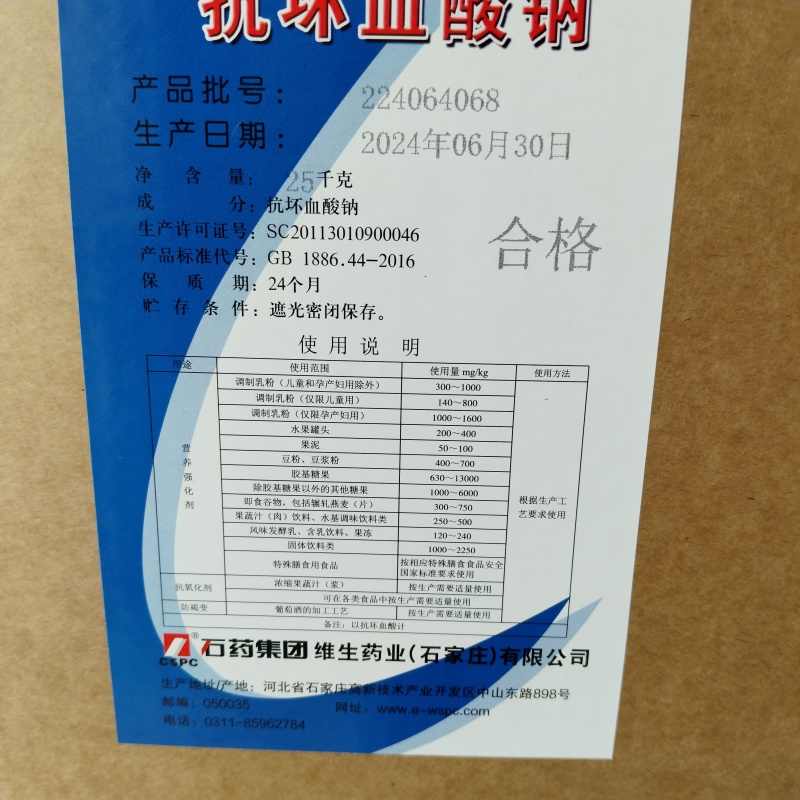 抗坏血酸钠
产品批号：224064068
生产日期：2024年06月30日
净含量：25千克
成分：抗坏血酸钠
生产许可证号：SC20113010900046
产品标准代号：GB 1886.44-2016
保质期：24个月
贮存条件：遮光密闭保存。
合格
使用说明
用途 使用范围 使用量 mg/kg 使用方法
营养强化剂
调制乳粉（儿童和孕产妇用除外） 300～1000
调制乳粉（仅限儿童用） 140～800
调制乳粉（仅限孕产妇用） 1000～1600
水果罐头 200～400
果泥 50～100
豆粉、豆浆粉 400～700
胶基糖果 630～13000
除胶基糖果以外的其他糖果 1000～6000
即食谷物，包括辗轧燕麦（片） 300～750
果蔬汁（肉）饮料、水基调味饮料类 250～500
风味发酵乳、含乳饮料、果冻 120～240
固体饮料类 1000～2250
特殊膳食用食品 按相应特殊膳食食品安全
国家标准要求使用
根据生产工
艺要求使用
抗氧化剂 浓缩果蔬汁（浆） 按生产需要适量使用
可在各类食品中按生产需要适量使用
防褐变 葡萄酒的加工工艺 按生产需要适量使用
备注：以抗坏血酸计
CSPC® 石药集团 维生药业(石家庄)有限公司
生产地址/产地：河北省石家庄高新技术产业开发区中山东路898号
邮编：050035 网址：www.e-wspc.com
电话：0311-85962784